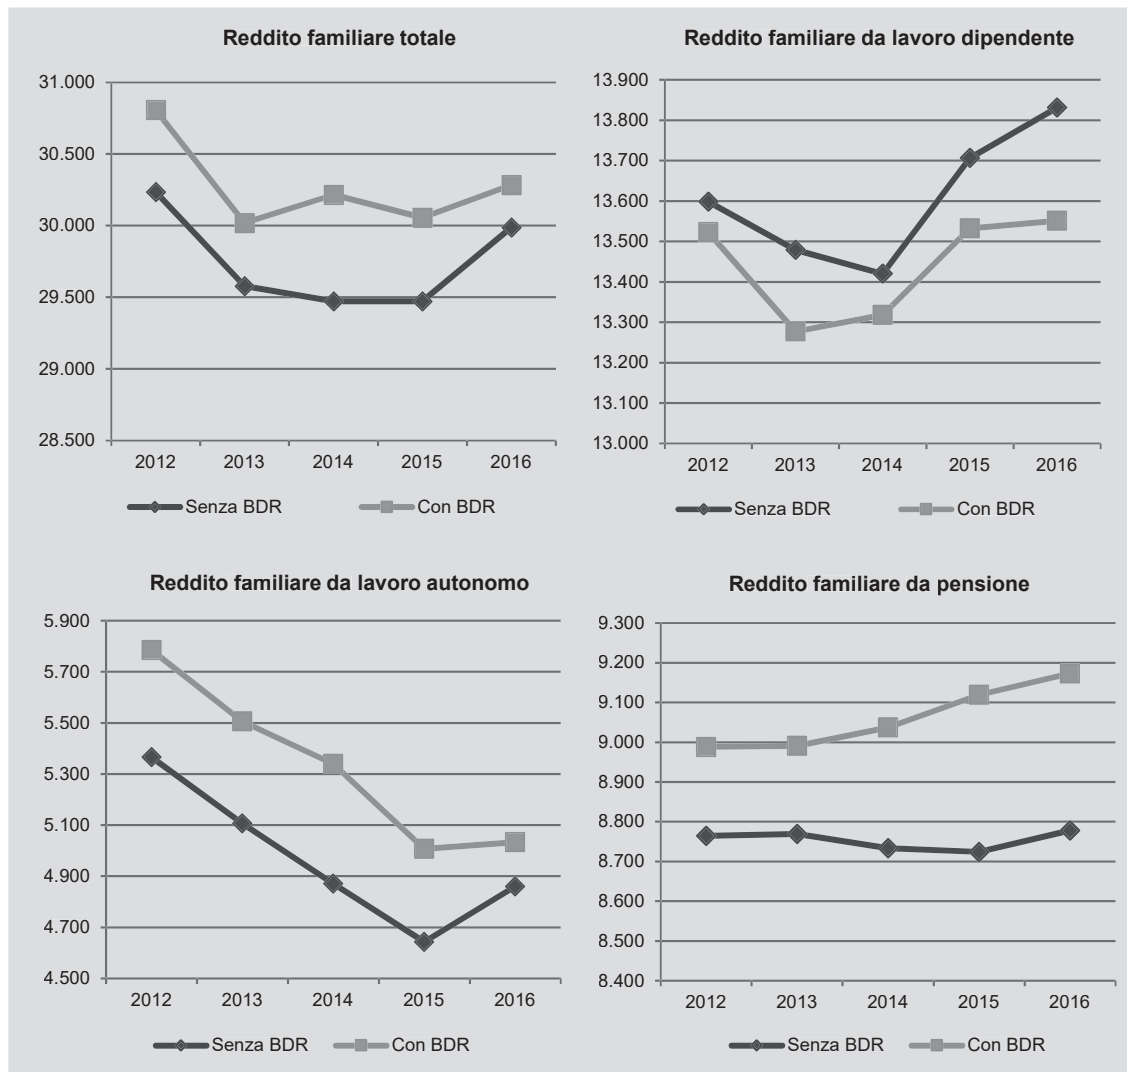 Reddito familiare totale
31.000
30.500
30.000
29.500
29.000
28.500
2012 2013 2014 2015 2016
Senza BDR Con BDR
Reddito familiare da lavoro dipendente
13.900
13.800
13.700
13.600
13.500
13.400
13.300
13.200
13.100
13.000
2012 2013 2014 2015 2016
Senza BDR Con BDR
Reddito familiare da lavoro autonomo
5.900
5.700
5.500
5.300
5.100
4.900
4.700
4.500
2012 2013 2014 2015 2016
Senza BDR Con BDR
Reddito familiare da pensione
9.300
9.200
9.100
9.000
8.900
8.800
8.700
8.600
8.500
8.400
2012 2013 2014 2015 2016
Senza BDR Con BDR